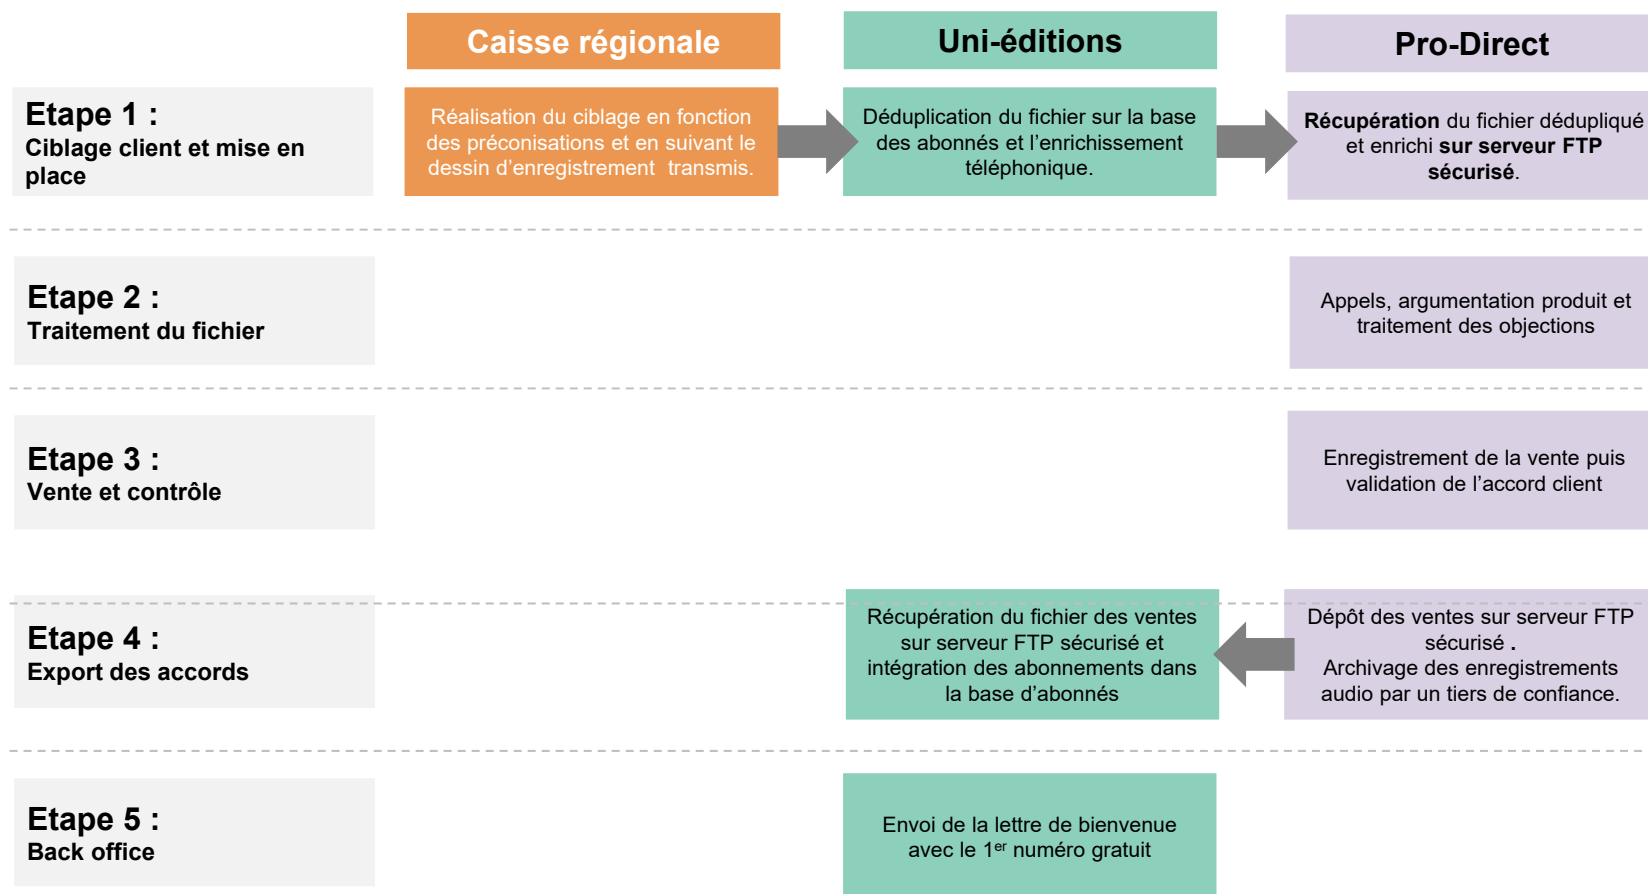 Caisse régionale
Uni-éditions
Pro-Direct
Etape 1 :
Ciblage client et mise en
place
Réalisation du ciblage en fonction
des préconisations et en suivant le
dessin d’enregistrement  transmis.
Déduplication du fichier sur la base
des abonnés et l’enrichissement
téléphonique.
Récupération du fichier dédupliqué
et enrichi sur serveur FTP
sécurisé.
Etape 2 :
Traitement du fichier
Appels, argumentation produit et
traitement des objections
Etape 3 :
Vente et contrôle
Enregistrement de la vente puis
validation de l’accord client
Etape 4 :
Export des accords
Récupération du fichier des ventes
sur serveur FTP sécurisé et
intégration des abonnements dans
la base d’abonnés
Dépôt des ventes sur serveur FTP
sécurisé .
Archivage des enregistrements
audio par un tiers de confiance.
Etape 5 :
Back office
Envoi de la lettre de bienvenue
avec le 1er numéro gratuit